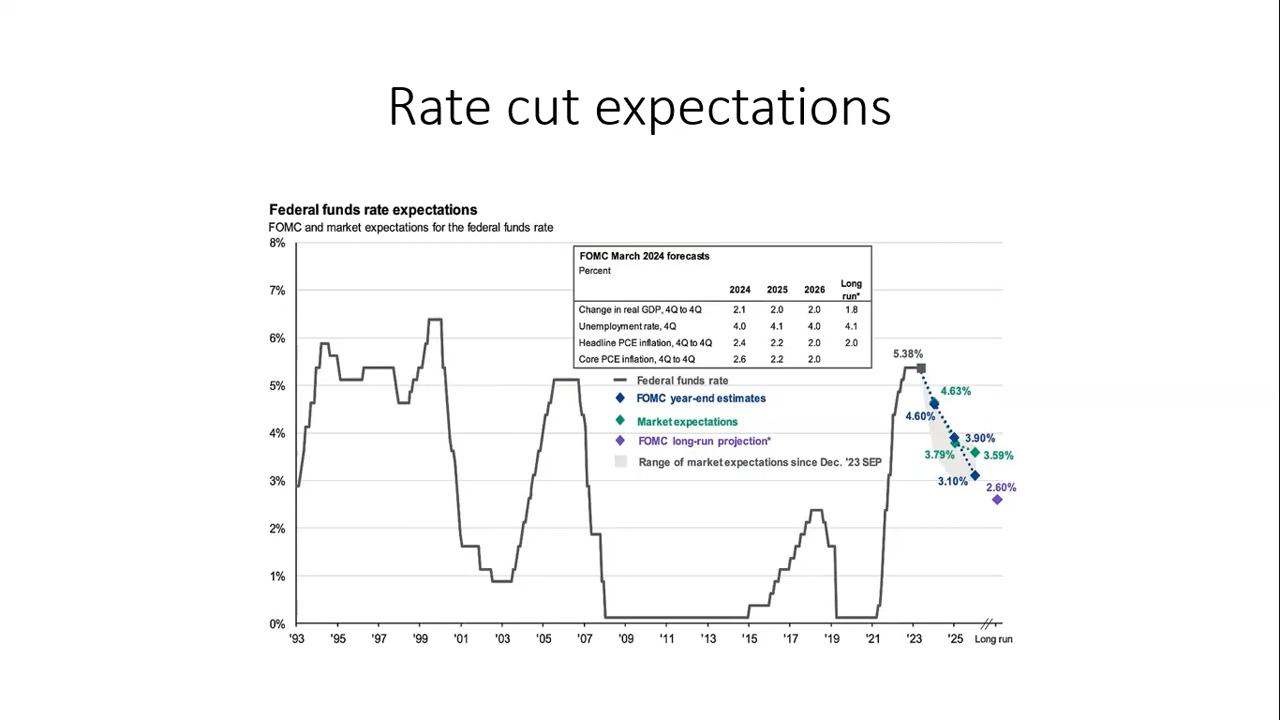 Rate cut expectations
Federal funds rate expectations
FOMC and market expectations for the federal funds rate
8%
7%
6%
5%
4%
3%
2%
1%
0%
FOMC March 2024 forecasts
Percent
2024 2025 2026 Long run*
Change in real GDP, 4Q to 4Q 2.1 2.0 2.0 1.8
Unemployment rate, 4Q 4.0 4.1 4.0 4.1
Headline PCE inflation, 4Q to 4Q 2.4 2.2 2.0 2.0
Core PCE inflation, 4Q to 4Q 2.6 2.2 2.0
Federal funds rate
FOMC year-end estimates
Market expectations
FOMC long-run projection*
Range of market expectations since Dec. '23 SEP
5.38%
4.63%
4.60%
3.90%
3.79%
3.59%
3.10%
2.60%
'93 '95 '97 '99 '01 '03 '05 '07 '09 '11 '13 '15 '17 '19 '21 '23 '25 Long run